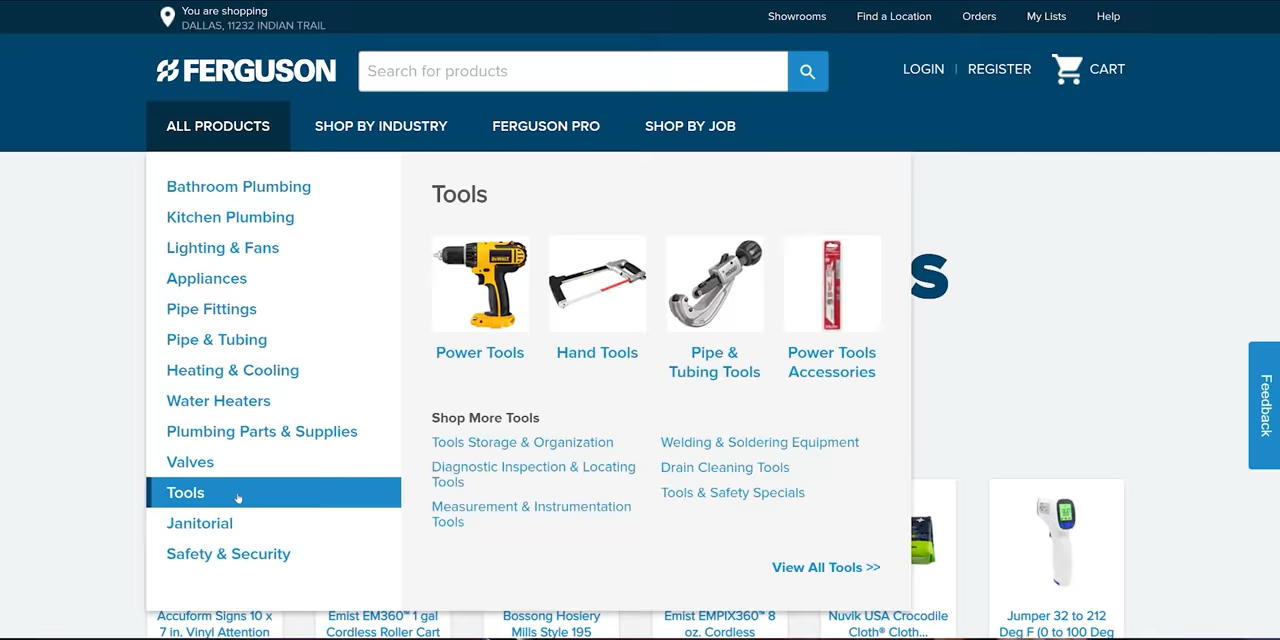 You are shopping
DALLAS, 11232 INDIAN TRAIL
Showrooms
Find a Location
Orders
My Lists
Help
FERGUSON
Search for products
LOGIN | REGISTER
CART
ALL PRODUCTS
SHOP BY INDUSTRY
FERGUSON PRO
SHOP BY JOB
Bathroom Plumbing
Kitchen Plumbing
Lighting & Fans
Appliances
Pipe Fittings
Pipe & Tubing
Heating & Cooling
Water Heaters
Plumbing Parts & Supplies
Valves
Tools
Janitorial
Safety & Security
Tools
DEWALT
Power Tools
Hand Tools
Pipe &
Tubing Tools
Power Tools
Accessories
Shop More Tools
Tools Storage & Organization
Diagnostic Inspection & Locating
Tools
Measurement & Instrumentation
Tools
Welding & Soldering Equipment
Drain Cleaning Tools
Tools & Safety Specials
View All Tools >>
s
Feedback
Accuform Signs 10 x
7 in. Vinyl Attention
Emist EM360™ 1 gal
Cordless Roller Cart
Bossong Hosiery
Mills Style 195
Emist EMPIX360™ 8
oz. Cordless
Nuvik USA Crocodile
Cloth® Cloth...
Jumper 32 to 212
Deg F (0 to 100 Deg